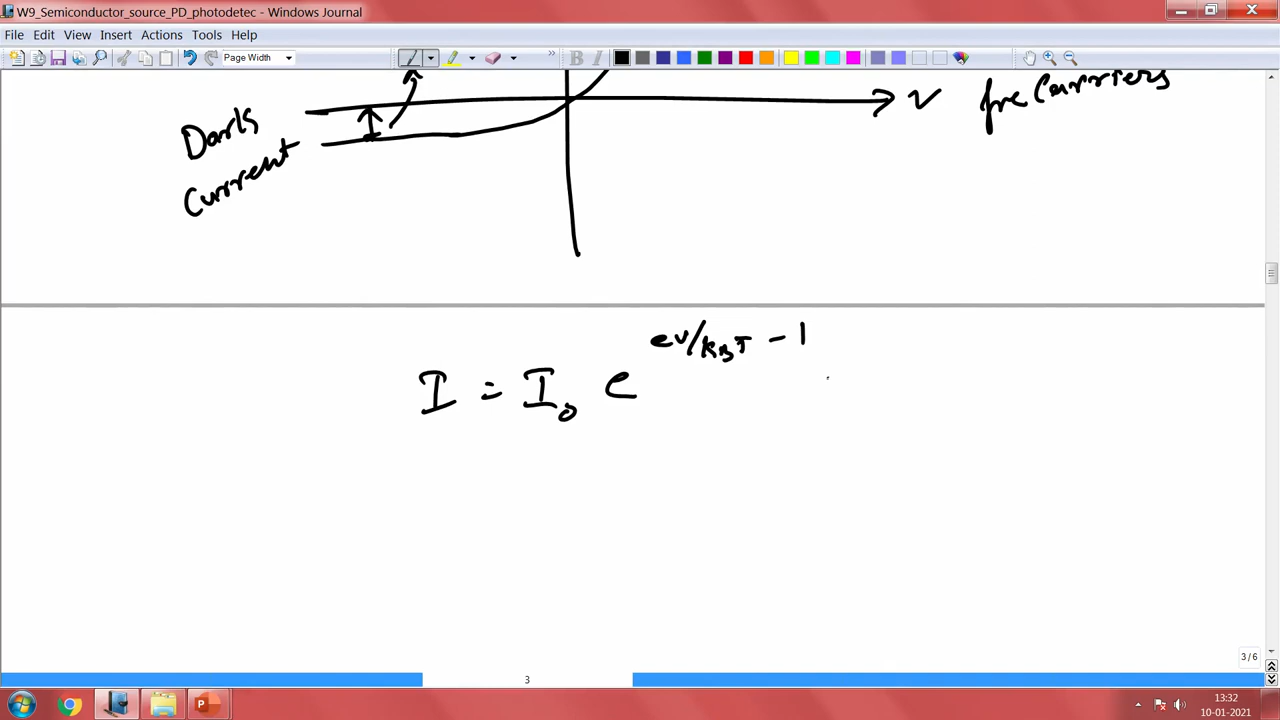 W9_Semiconductor_source_PD_photodetec - Windows Journal
File Edit View Insert Actions Tools Help
Page Width
B I
Dark
Current
V
free Carriers
I = I₀ e^(eV/k_BT - 1)
3/6
3
13:32
10-01-2021